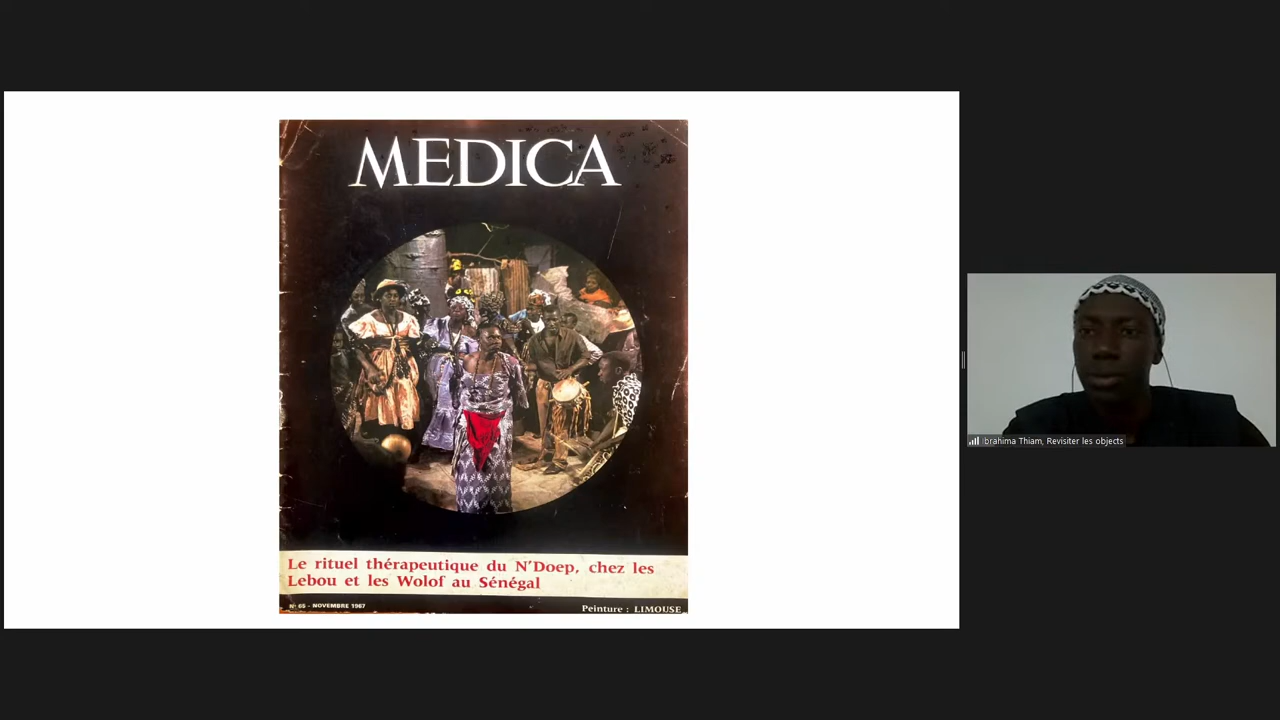 MEDICA
Le rituel thérapeutique du N'Doep, chez les
Lebou et les Wolof au Sénégal
N° 65 - NOVEMBRE 1967
Peinture : LIMOUSE
Ibrahima Thiam, Revisiter les objects